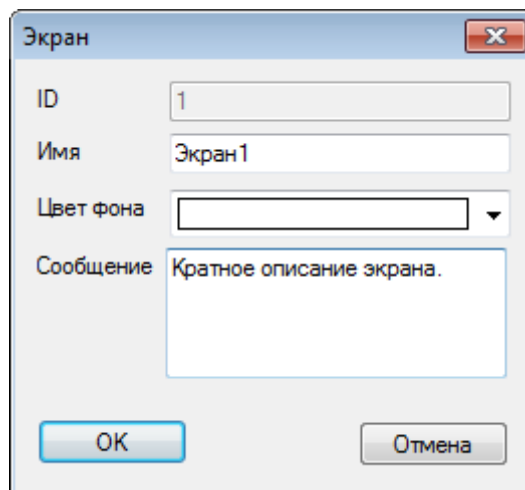 Экран
ID 1
Имя Экран1
Цвет фона
Сообщение Кратное описание экрана.
OK Отмена